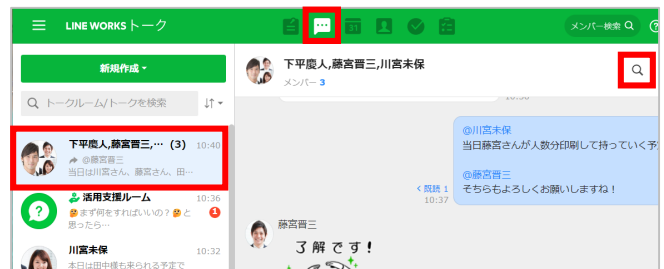 LINE WORKS トーク
31
メンバー検索
新規作成
トークルーム/トークを検索
下平慶人,藤宮晋三,… (3) 10:40
@藤宮晋三
当日は川宮さん、藤宮さん、田…
活用支援ルーム 10:36
まず何をすればいいの？ と
思ったら… 1
川宮未保 10:32
本日は田中様も来られる予定で
下平慶人,藤宮晋三,川宮未保
メンバー 3
@川宮未保
当日藤宮さんが人数分印刷して持っていく予
@藤宮晋三
そちらもよろしくお願いしますね！
既読 1
10:37
藤宮晋三
了解です!